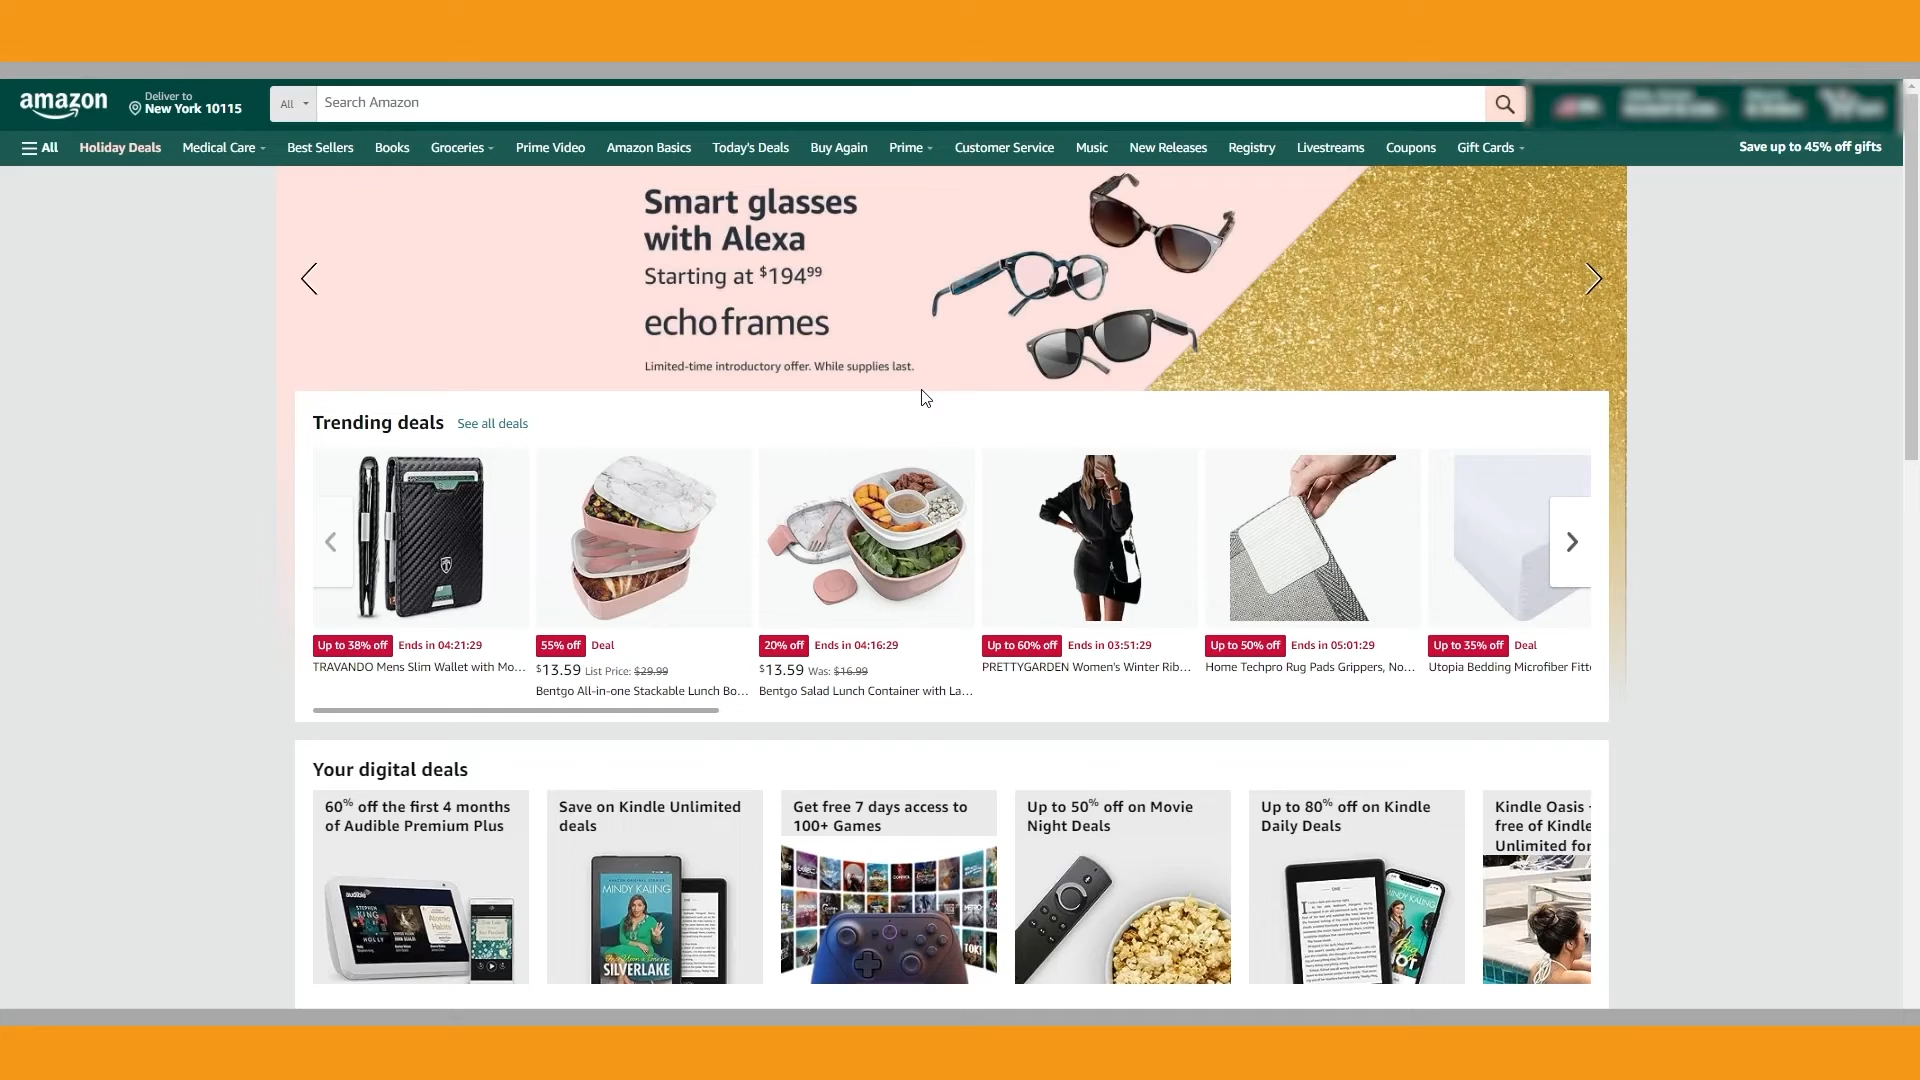 amazon
Deliver to
New York 10115
All
Search Amazon
All
Holiday Deals
Medical Care
Best Sellers
Books
Groceries
Prime Video
Amazon Basics
Today's Deals
Buy Again
Prime
Customer Service
Music
New Releases
Registry
Livestreams
Coupons
Gift Cards
Save up to 45% off gifts
Smart glasses
with Alexa
Starting at $194⁹⁹
echo frames
Limited-time introductory offer. While supplies last.
Trending deals
See all deals
Up to 38% off Ends in 04:21:29
TRAVANDO Mens Slim Wallet with Mo...
55% off Deal
$13.59 List Price: $29.99
Bentgo All-in-one Stackable Lunch Bo...
20% off Ends in 04:16:29
$13.59 Was: $16.99
Bentgo Salad Lunch Container with La...
Up to 60% off Ends in 03:51:29
PRETTYGARDEN Women's Winter Rib...
Up to 50% off Ends in 05:01:29
Home Techpro Rug Pads Grippers, No...
Up to 35% off Deal
Utopia Bedding Microfiber Fitt
Your digital deals
60% off the first 4 months
of Audible Premium Plus
audible
STEPHEN
KING
HOLLY
Atomic
Habits
Save on Kindle Unlimited
deals
MINDY KALING
SILVERLAKE
Get free 7 days access to
100+ Games
Up to 50% off on Movie
Night Deals
Up to 80% off on Kindle
Daily Deals
MINDY KALING
Kindle Oasis
free of Kindle
Unlimited for